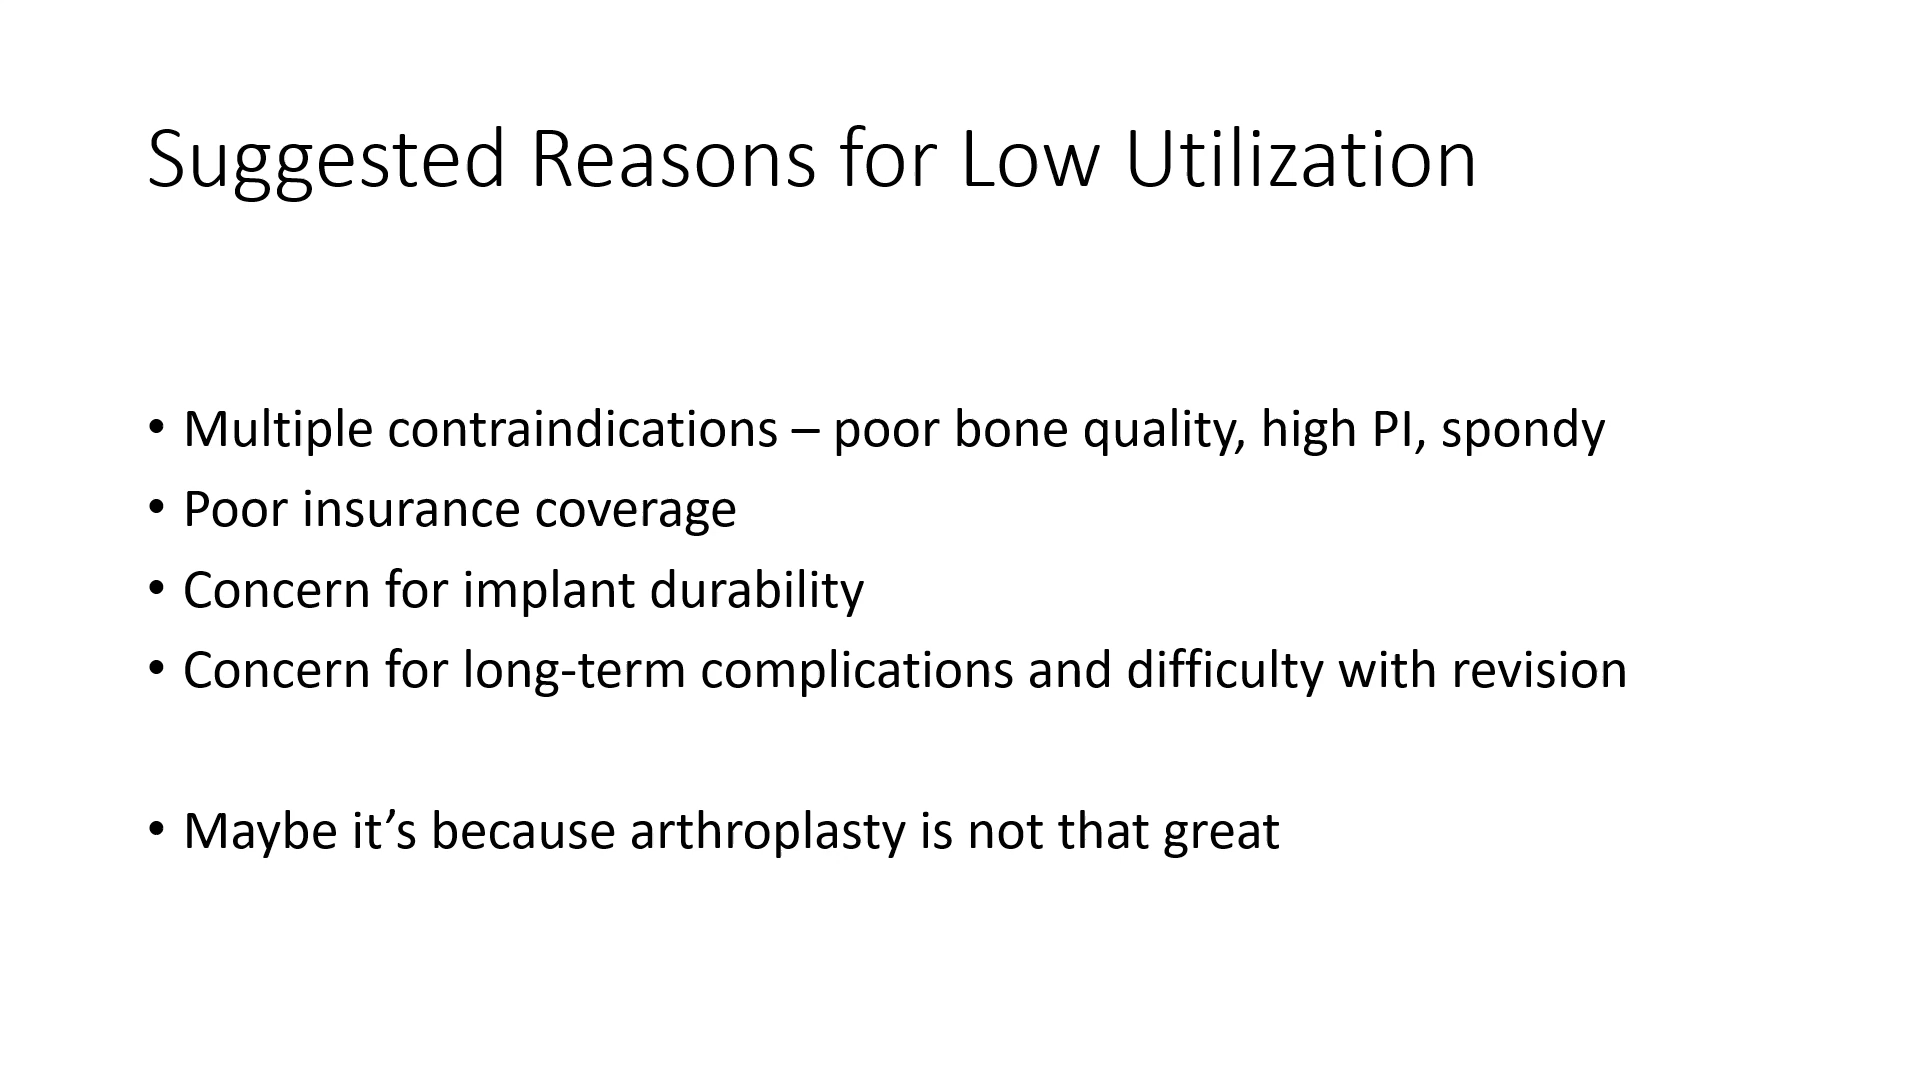 Suggested Reasons for Low Utilization
• Multiple contraindications – poor bone quality, high PI, spondy
• Poor insurance coverage
• Concern for implant durability
• Concern for long-term complications and difficulty with revision
• Maybe it’s because arthroplasty is not that great